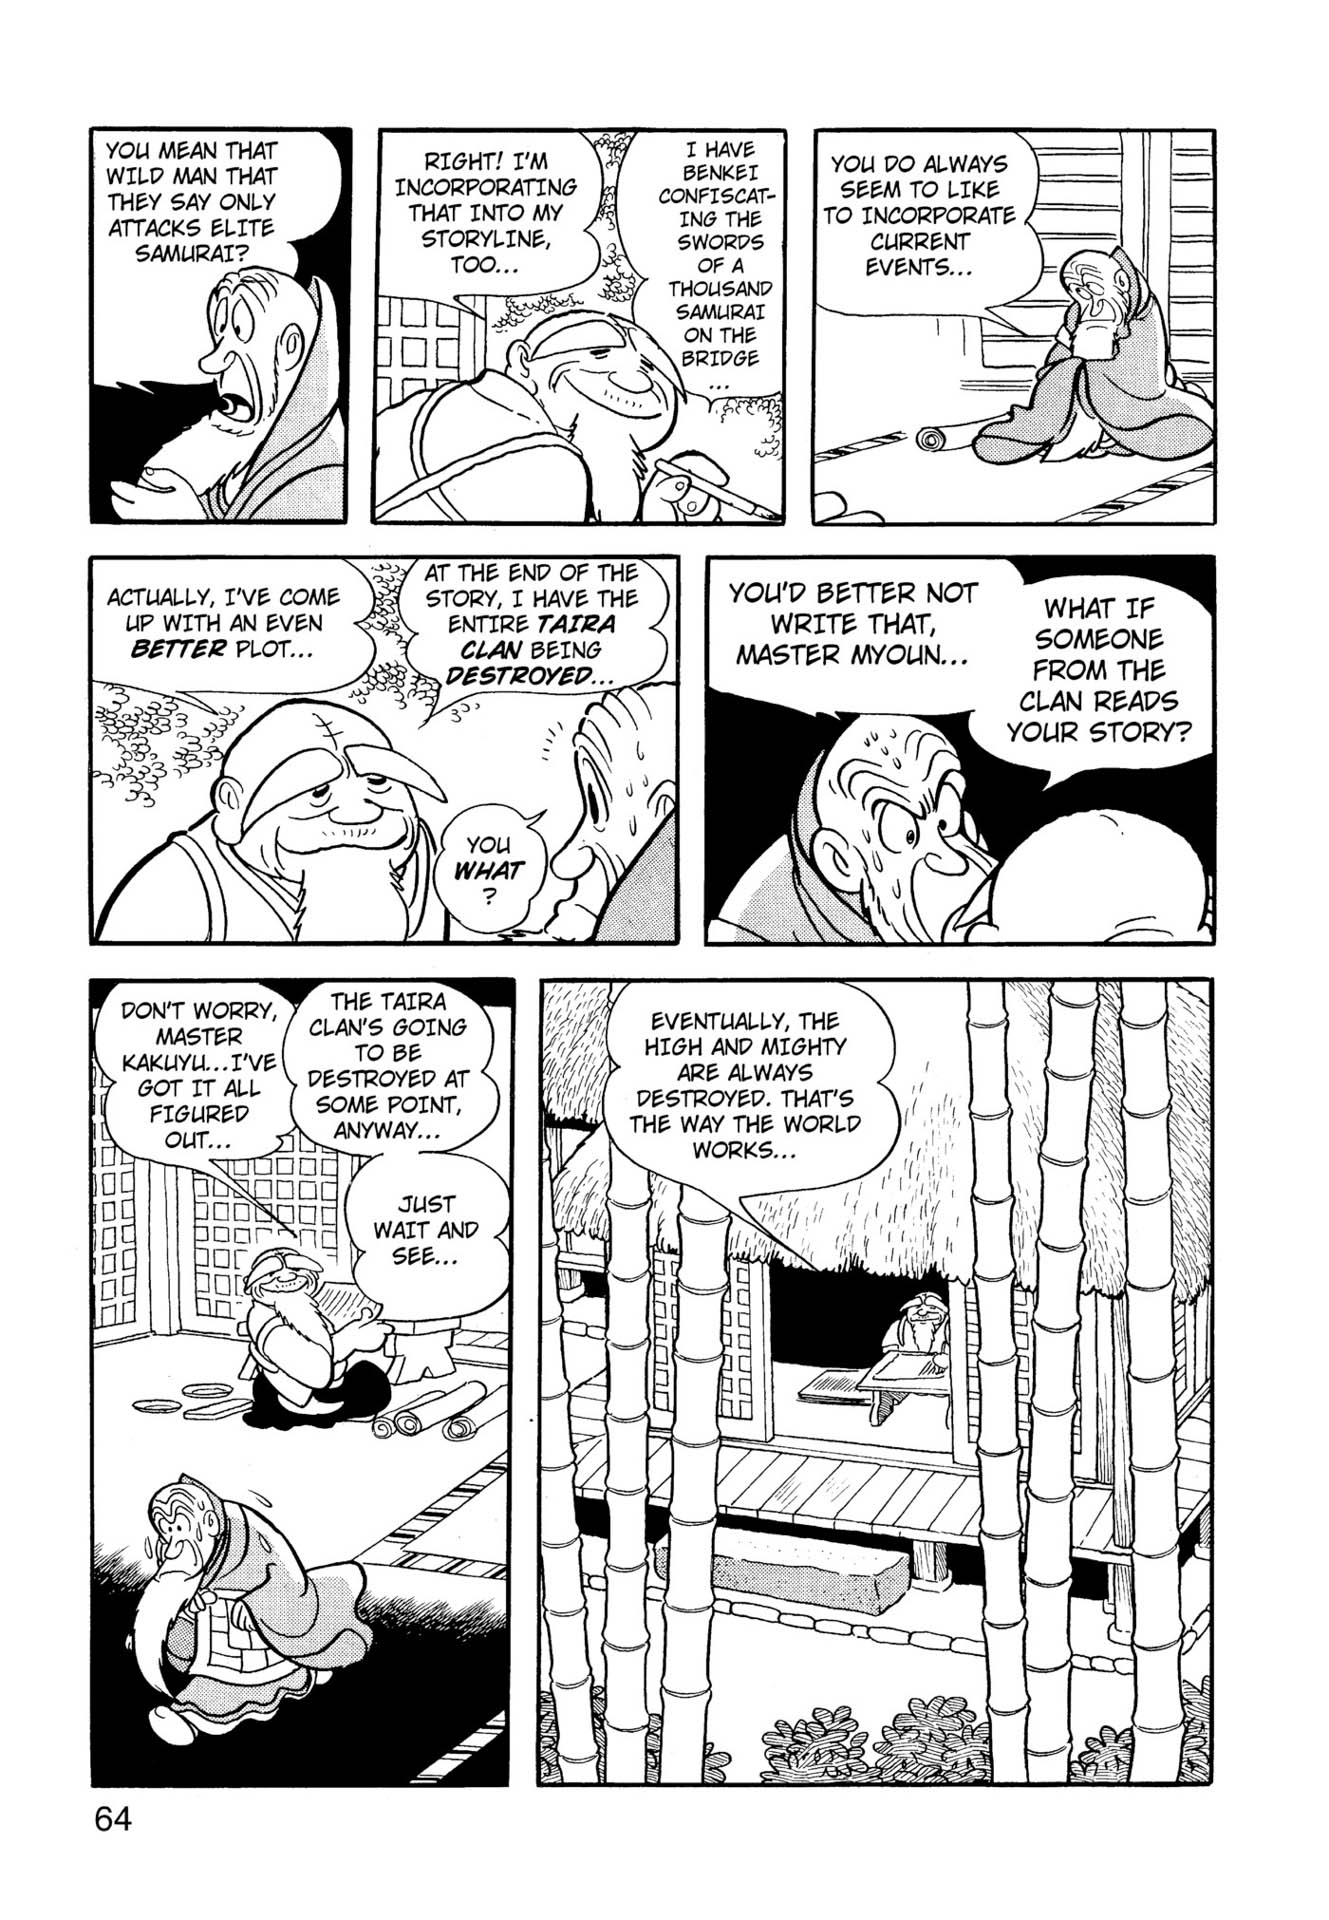 YOU MEAN THAT
WILD MAN THAT
THEY SAY ONLY
ATTACKS ELITE
SAMURAI?
RIGHT! I'M
INCORPORATING
THAT INTO MY
STORYLINE,
TOO...
I HAVE
BENKEI
CONFISCAT-
ING THE
SWORDS
OF A
THOUSAND
SAMURAI
ON THE
BRIDGE
...
YOU DO ALWAYS
SEEM TO LIKE
TO INCORPORATE
CURRENT
EVENTS...
ACTUALLY, I'VE COME
UP WITH AN EVEN
BETTER PLOT...
AT THE END OF THE
STORY, I HAVE THE
ENTIRE TAIRA
CLAN BEING
DESTROYED...
YOU
WHAT
?
YOU'D BETTER NOT
WRITE THAT,
MASTER MYOUN...
WHAT IF
SOMEONE
FROM THE
CLAN READS
YOUR STORY?
DON'T WORRY,
MASTER
KAKUYU...I'VE
GOT IT ALL
FIGURED
OUT...
THE TAIRA
CLAN'S GOING
TO BE
DESTROYED AT
SOME POINT,
ANYWAY...
JUST
WAIT AND
SEE...
EVENTUALLY, THE
HIGH AND MIGHTY
ARE ALWAYS
DESTROYED. THAT'S
THE WAY THE WORLD
WORKS...
64